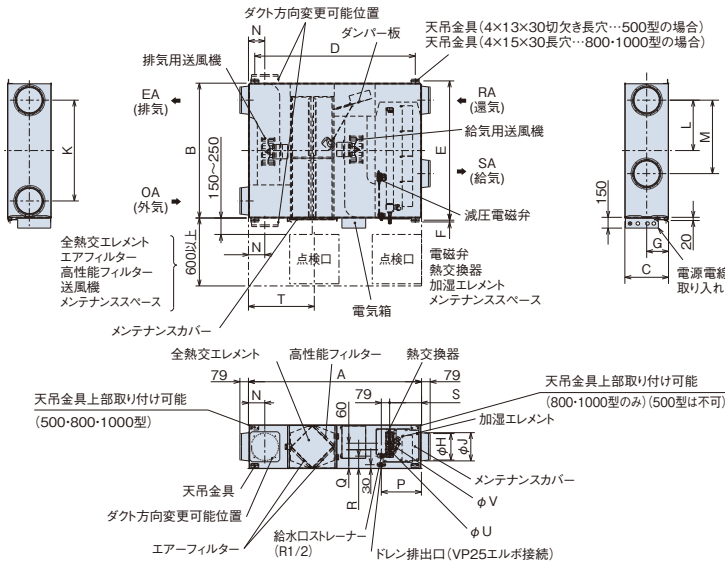 ダクト方向変更可能位置
N
D
ダンパー板
天吊金具(4×13×30切欠き長穴…500型の場合)
天吊金具(4×15×30長穴…800・1000型の場合)
排気用送風機
EA
(排気)
RA
(還気)
給気用送風機
K
B
E
L
M
SA
(給気)
OA
(外気)
150~250
減圧電磁弁
F
150
G
20
C
N
600以上
全熱交エレメント
エアフィルター
高性能フィルター
送風機
メンテナンススペース
点検口
点検口
電磁弁
熱交換器
加湿エレメント
メンテナンススペース
T
電気箱
電源電線
取り入れ
メンテナンスカバー
全熱交エレメント
高性能フィルター
熱交換器
79
A
79
天吊金具上部取り付け可能
(500・800・1000型)
N
60
79
S
天吊金具上部取り付け可能
(800・1000型のみ)(500型は不可)
加湿エレメント
φH
φJ
メンテナンスカバー
Q
R
30
P
φV
φU
天吊金具
ダクト方向変更可能位置
エアーフィルター
給水口ストレーナー
(R1/2)
ドレン排出口(VP25エルボ接続)